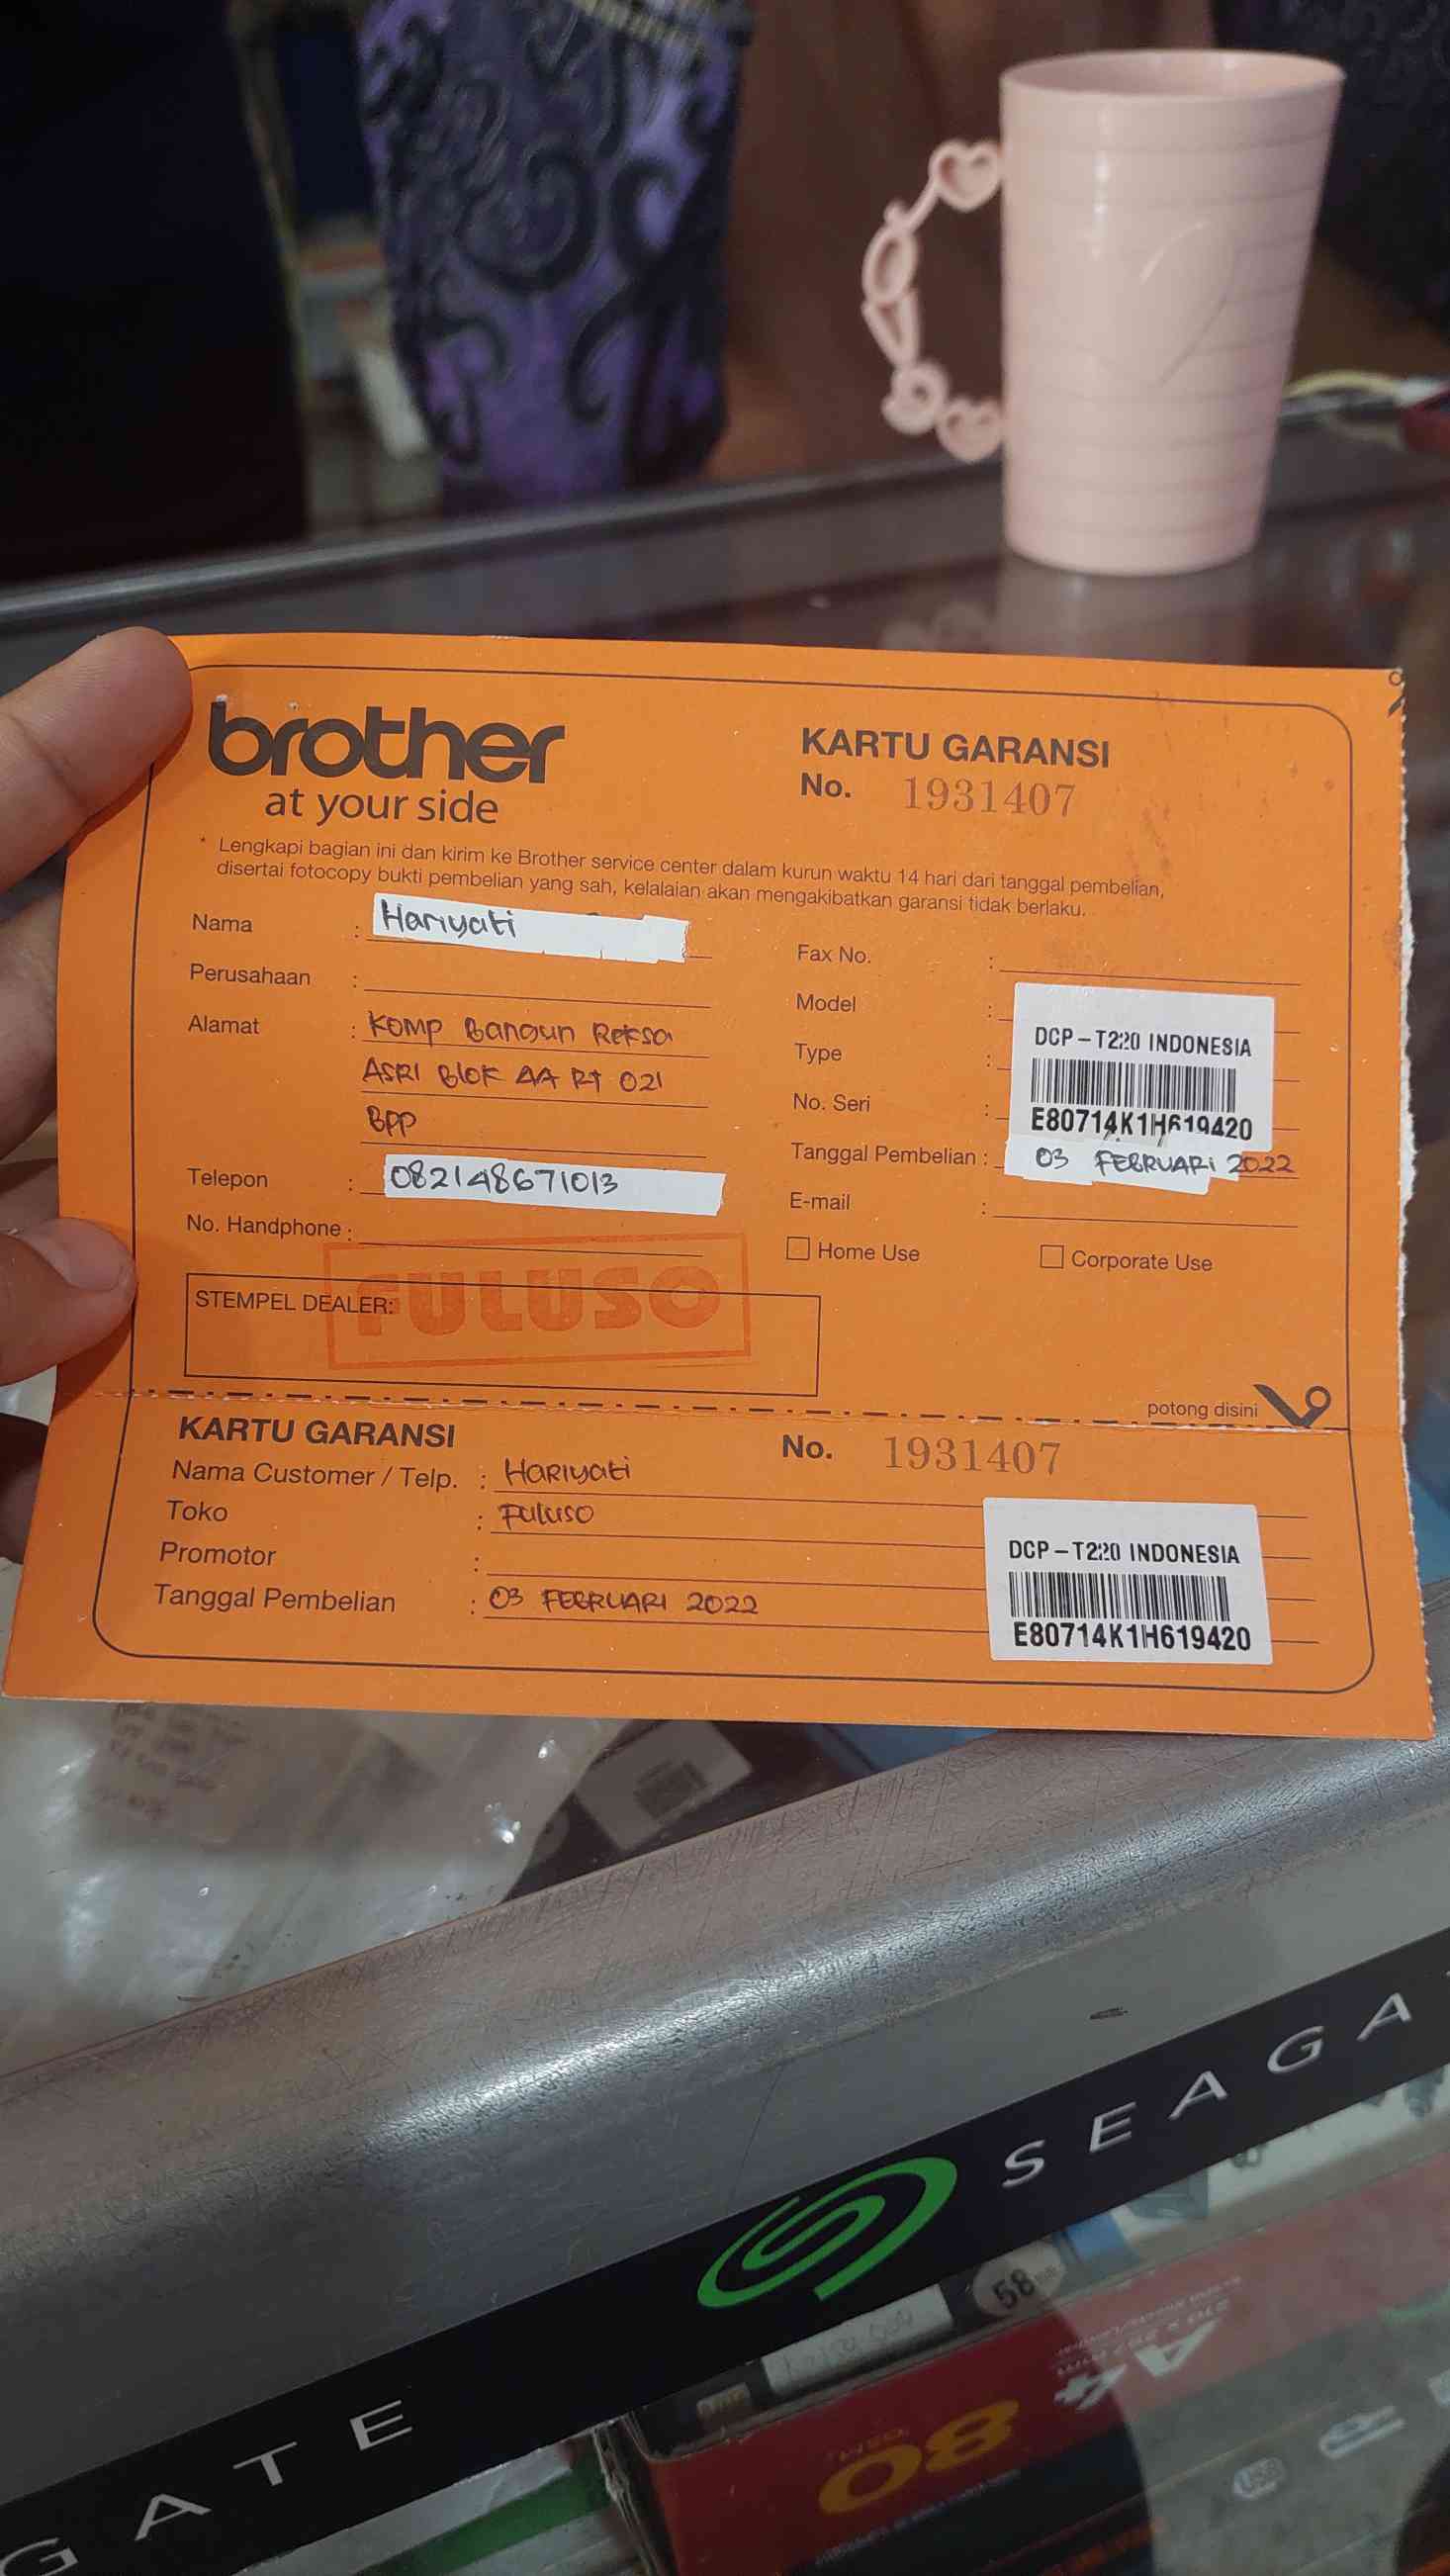 brother
at your side
KARTU GARANSI
No. 1931407
* Lengkapi bagian ini dan kirim ke Brother service center dalam kurun waktu 14 hari dari tanggal pembelian,
disertai fotocopy bukti pembelian yang sah, kelalaian akan mengakibatkan garansi tidak berlaku.
Nama : Hariyati
Perusahaan :
Alamat : Komp Bangun Reksa
ASRI Blok AA RT 021
BPP
Telepon : 082148671013
No. Handphone :
Fax No. :
Model :
Type :
No. Seri :
DCP-T220 INDONESIA
E80714K1H619420
Tanggal Pembelian : 03 FEBRUARI 2022
E-mail :
Home Use
Corporate Use
STEMPEL DEALER:
FULUSO
potong disini
KARTU GARANSI
No. 1931407
Nama Customer / Telp. : Hariyati
Toko : Fuluso
Promotor :
Tanggal Pembelian : 03 FEBRUARI 2022
DCP-T220 INDONESIA
E80714K1H619420
SEAGA
GATE
58
A4
80